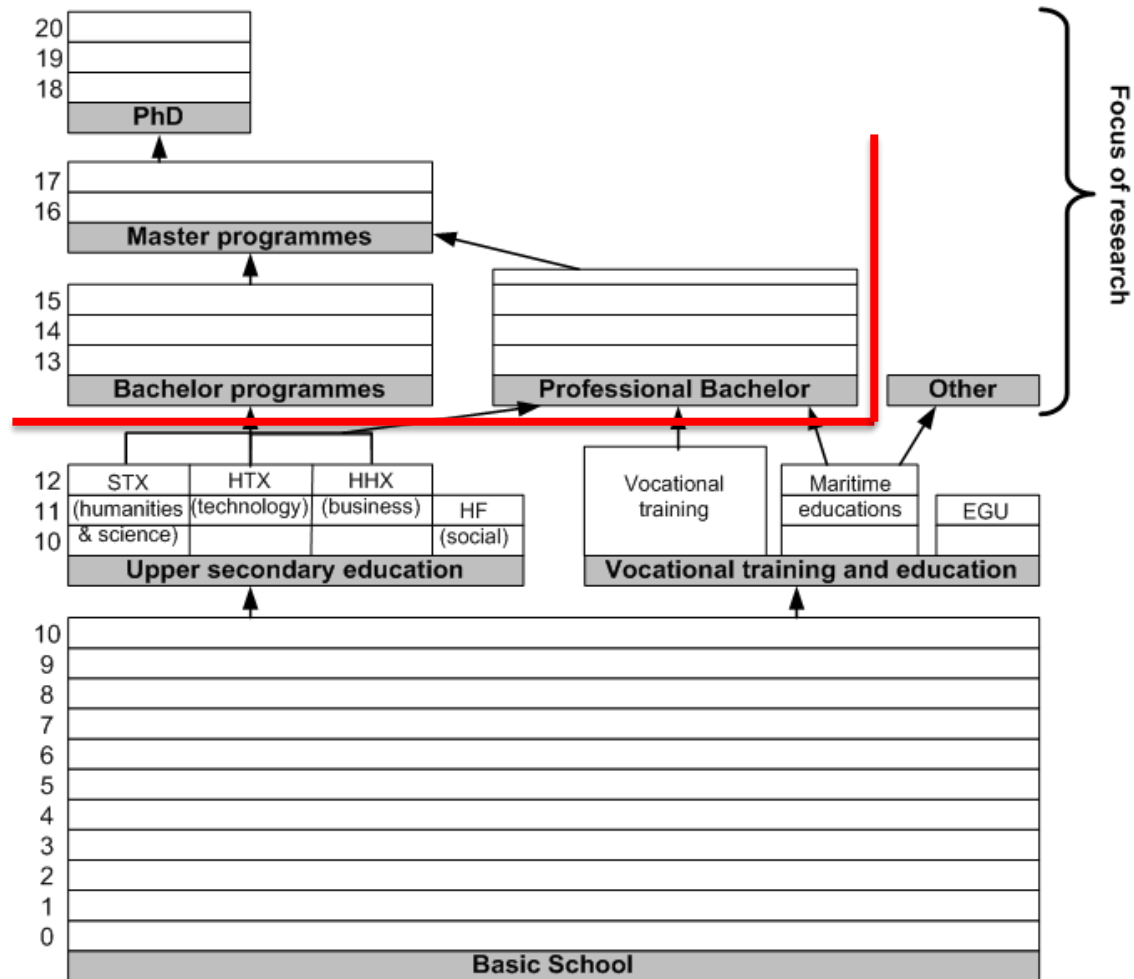 20
19
18
PhD
17
16
Master programmes
15
14
13
Bachelor programmes
Professional Bachelor
Other
Focus of research
12
11
10
STX
(humanities
& science)
HTX
(technology)
HHX
(business)
HF
(social)
Upper secondary education
Vocational
training
Maritime
educations
EGU
Vocational training and education
10
9
8
7
6
5
4
3
2
1
0
Basic School